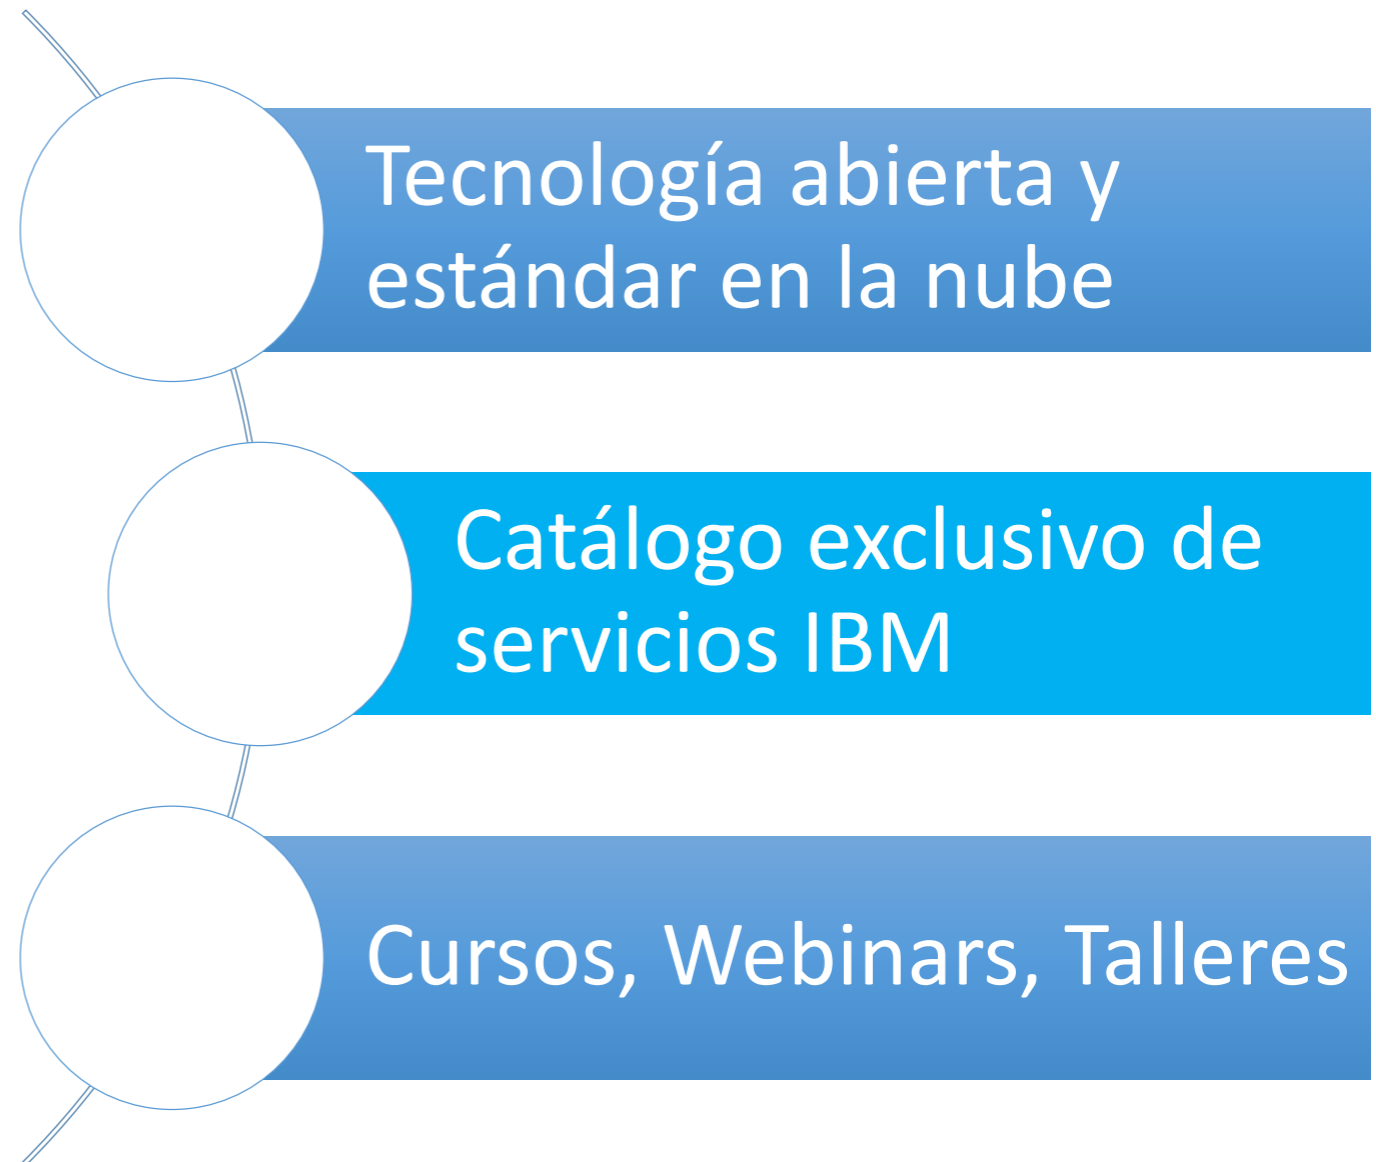 Tecnología abierta y
estándar en la nube
Catálogo exclusivo de
servicios IBM
Cursos, Webinars, Talleres